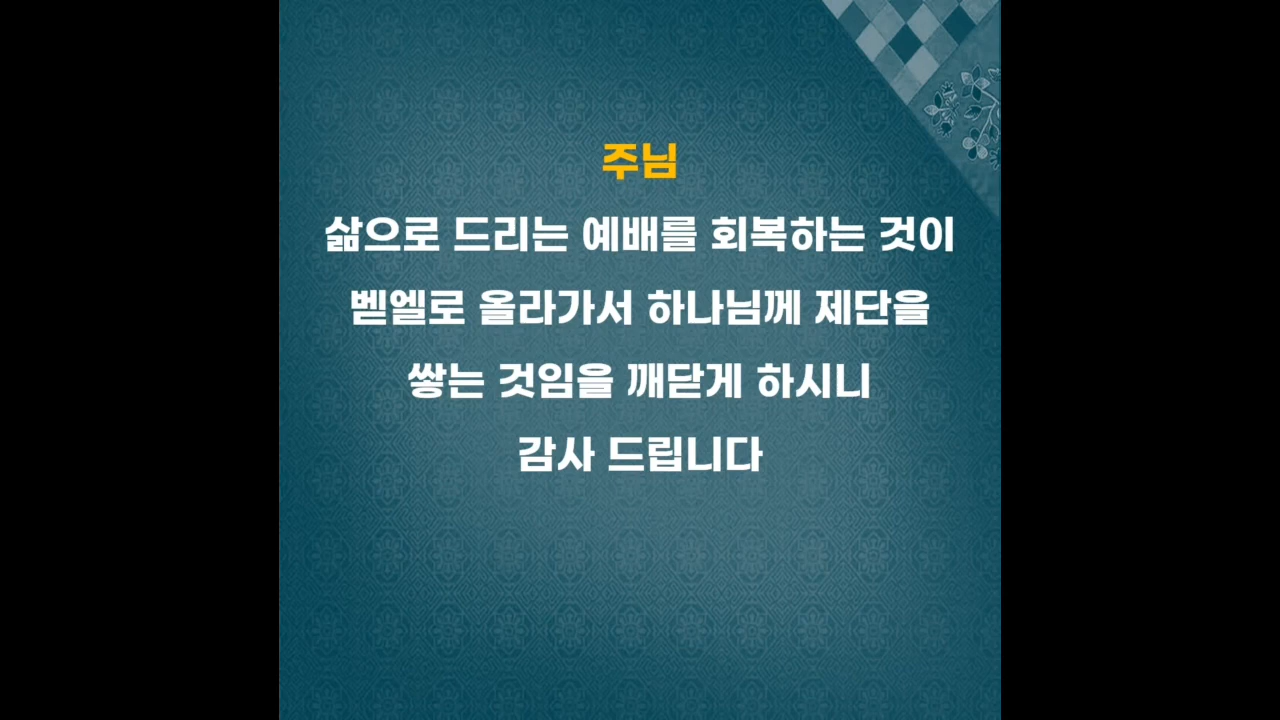 주님
삶으로 드리는 예배를 회복하는 것이
벧엘로 올라가서 하나님께 제단을
쌓는 것임을 깨닫게 하시니
감사 드립니다